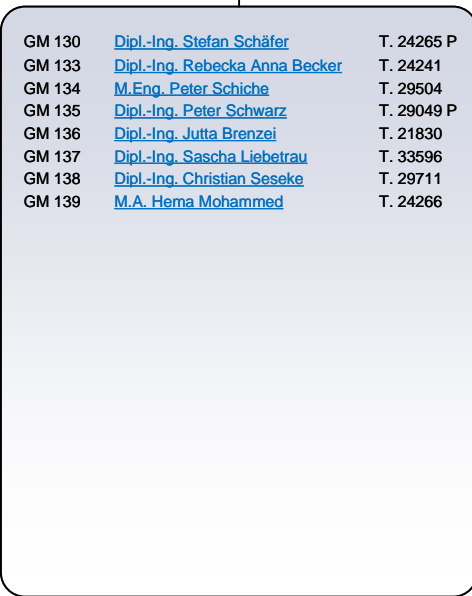 GM 130 Dipl.-Ing. Stefan Schäfer T. 24265 P
GM 133 Dipl.-Ing. Rebecka Anna Becker T. 24241
GM 134 M.Eng. Peter Schiche T. 29504
GM 135 Dipl.-Ing. Peter Schwarz T. 29049 P
GM 136 Dipl.-Ing. Jutta Brenzei T. 21830
GM 137 Dipl.-Ing. Sascha Liebetrau T. 33596
GM 138 Dipl.-Ing. Christian Seseke T. 29711
GM 139 M.A. Hema Mohammed T. 24266